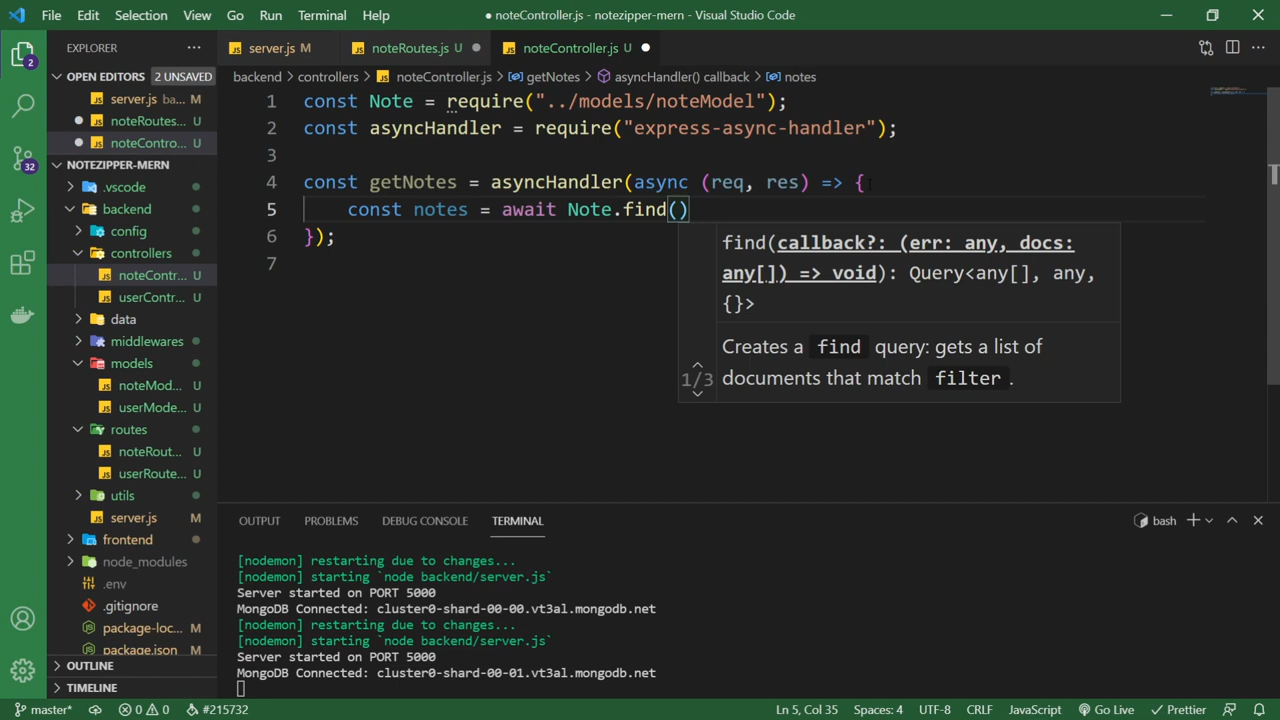 File Edit Selection View Go Run Terminal Help ● noteController.js - notezipper-mern - Visual Studio Code
EXPLORER
server.js M noteRoutes.js U noteController.js U
OPEN EDITORS 2 UNSAVED
backend > controllers > noteController.js > getNotes > asyncHandler() callback > notes
server.js ba... M
noteRoutes... U
noteContro... U
NOTEZIPPER-MERN
.vscode
backend
config
controllers
noteContr... U
userContr... U
data
middlewares
models
noteMod... U
userMode... U
routes
noteRout... U
userRoute... U
utils
server.js M
frontend
node_modules
.env
.gitignore
package-loc... M
package.json M
OUTLINE
TIMELINE
2
32
1 const Note = require("../models/noteModel");
2 const asyncHandler = require("express-async-handler");
3
4 const getNotes = asyncHandler(async (req, res) => {
5 const notes = await Note.find()
6 });
7
find(callback?: (err: any, docs:
any[]) => void): Query<any[], any,
{}>
Creates a find query: gets a list of
documents that match filter.
1/3
OUTPUT PROBLEMS DEBUG CONSOLE TERMINAL bash
[nodemon] restarting due to changes...
[nodemon] starting `node backend/server.js`
Server started on PORT 5000
MongoDB Connected: cluster0-shard-00-00.vt3al.mongodb.net
[nodemon] restarting due to changes...
[nodemon] starting `node backend/server.js`
Server started on PORT 5000
MongoDB Connected: cluster0-shard-00-01.vt3al.mongodb.net
master* 0 0 #215732 Ln 5, Col 35 Spaces: 4 UTF-8 CRLF JavaScript Go Live Prettier